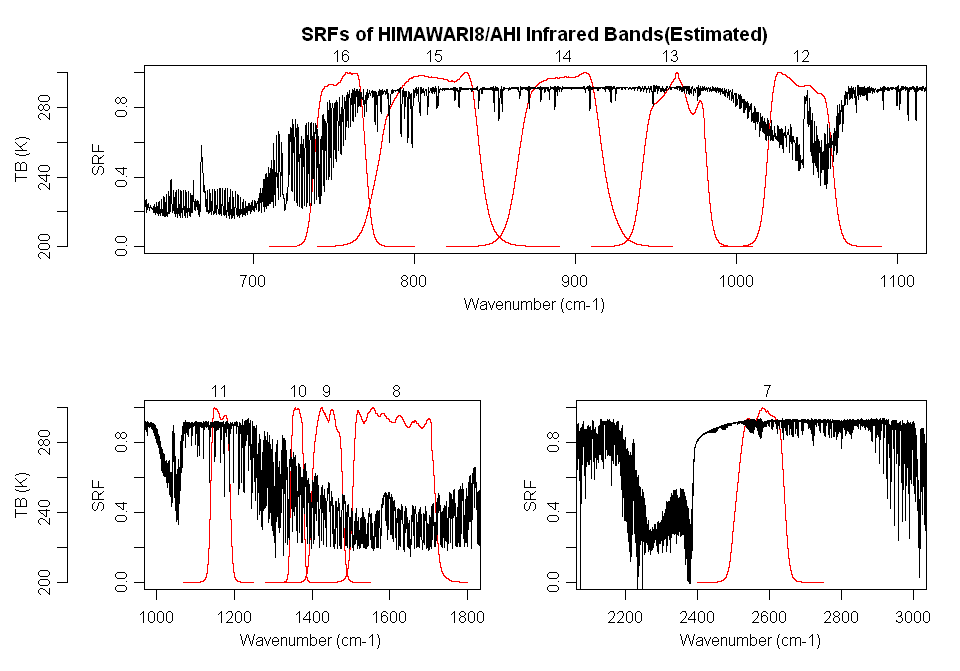 SRFs of HIMAWARI8/AHI Infrared Bands(Estimated)
16 15 14 13 12
TB (K)
200 240 280
SRF
0.0 0.4 0.8
700 800 900 1000 1100
Wavenumber (cm-1)
11 10 9 8
TB (K)
200 240 280
SRF
0.0 0.4 0.8
1000 1200 1400 1600 1800
Wavenumber (cm-1)
7
SRF
0.0 0.4 0.8
2200 2400 2600 2800 3000
Wavenumber (cm-1)